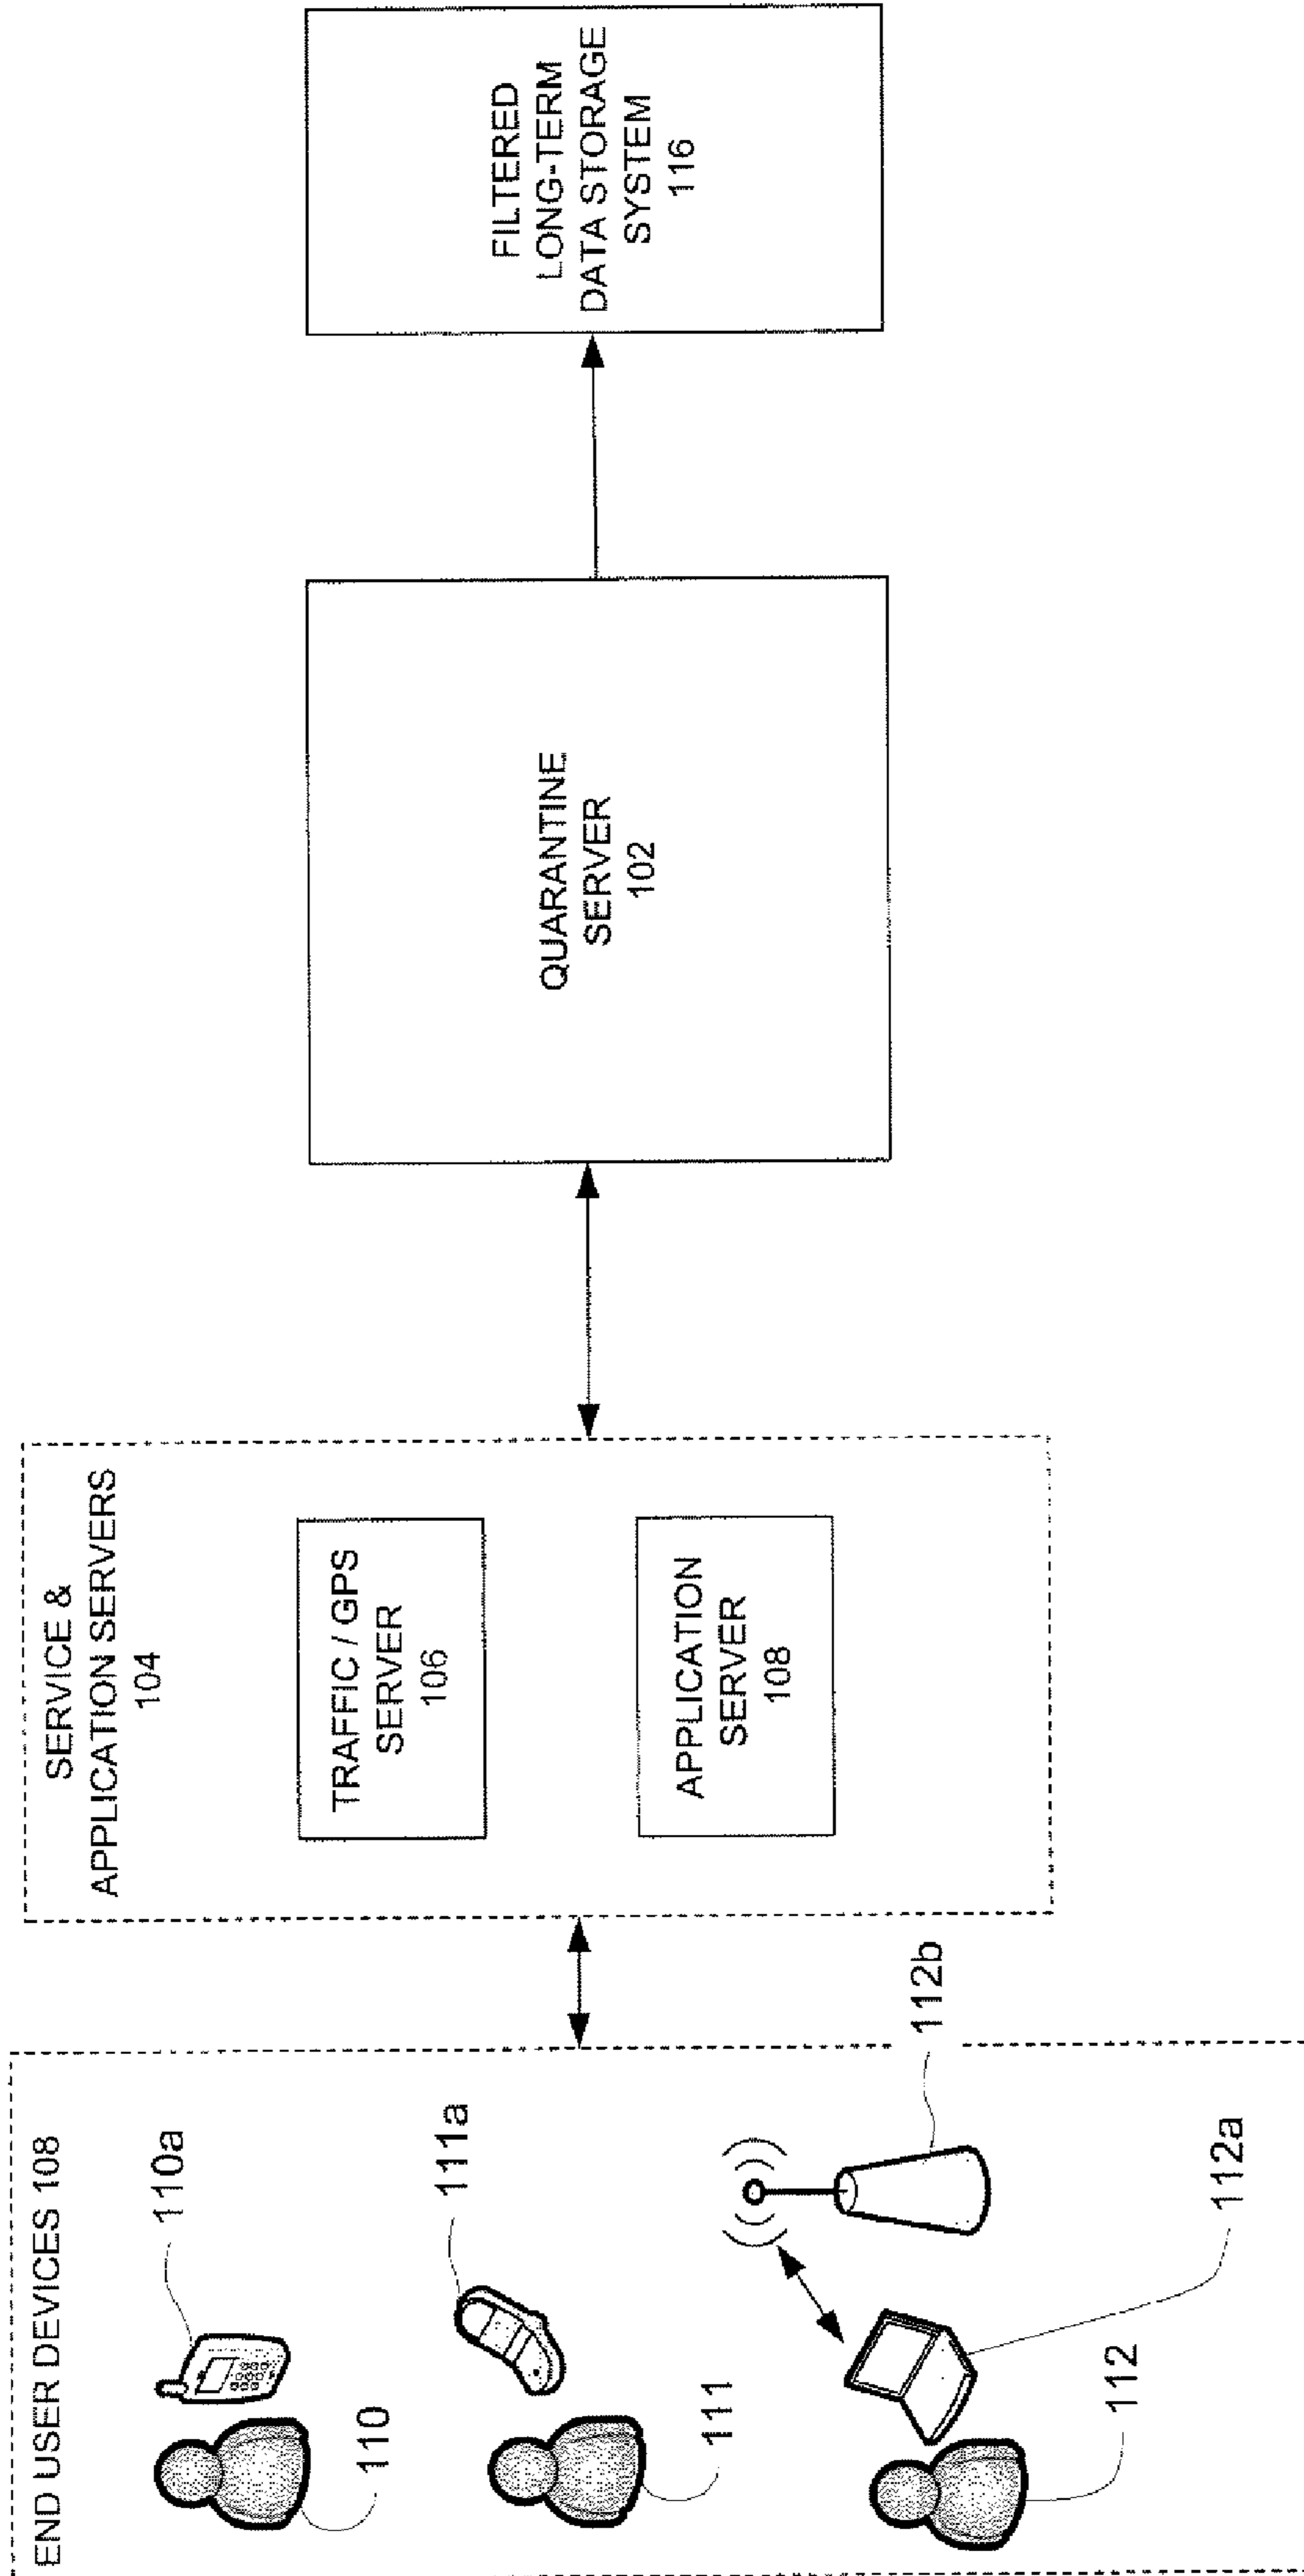 END USER DEVICES 108
110a
110
111a
111
112b
112a
112
SERVICE &
APPLICATION SERVERS
104
TRAFFIC / GPS
SERVER
106
APPLICATION
SERVER
108
QUARANTINE
SERVER
102
FILTERED
LONG-TERM
DATA STORAGE
SYSTEM
116